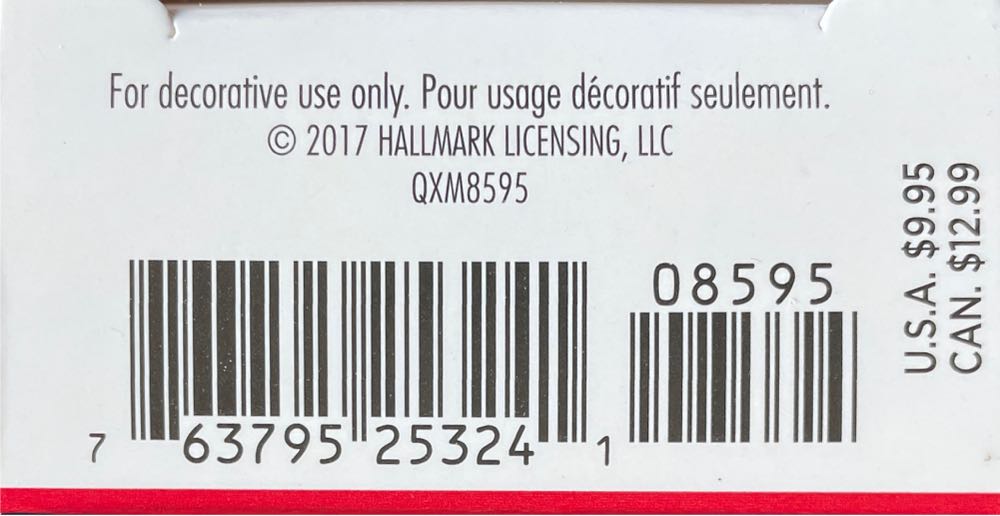 For decorative use only. Pour usage décoratif seulement.
© 2017 HALLMARK LICENSING, LLC
QXM8595
U.S.A. $9.95
CAN. $12.99
08595
7 63795 25324 1